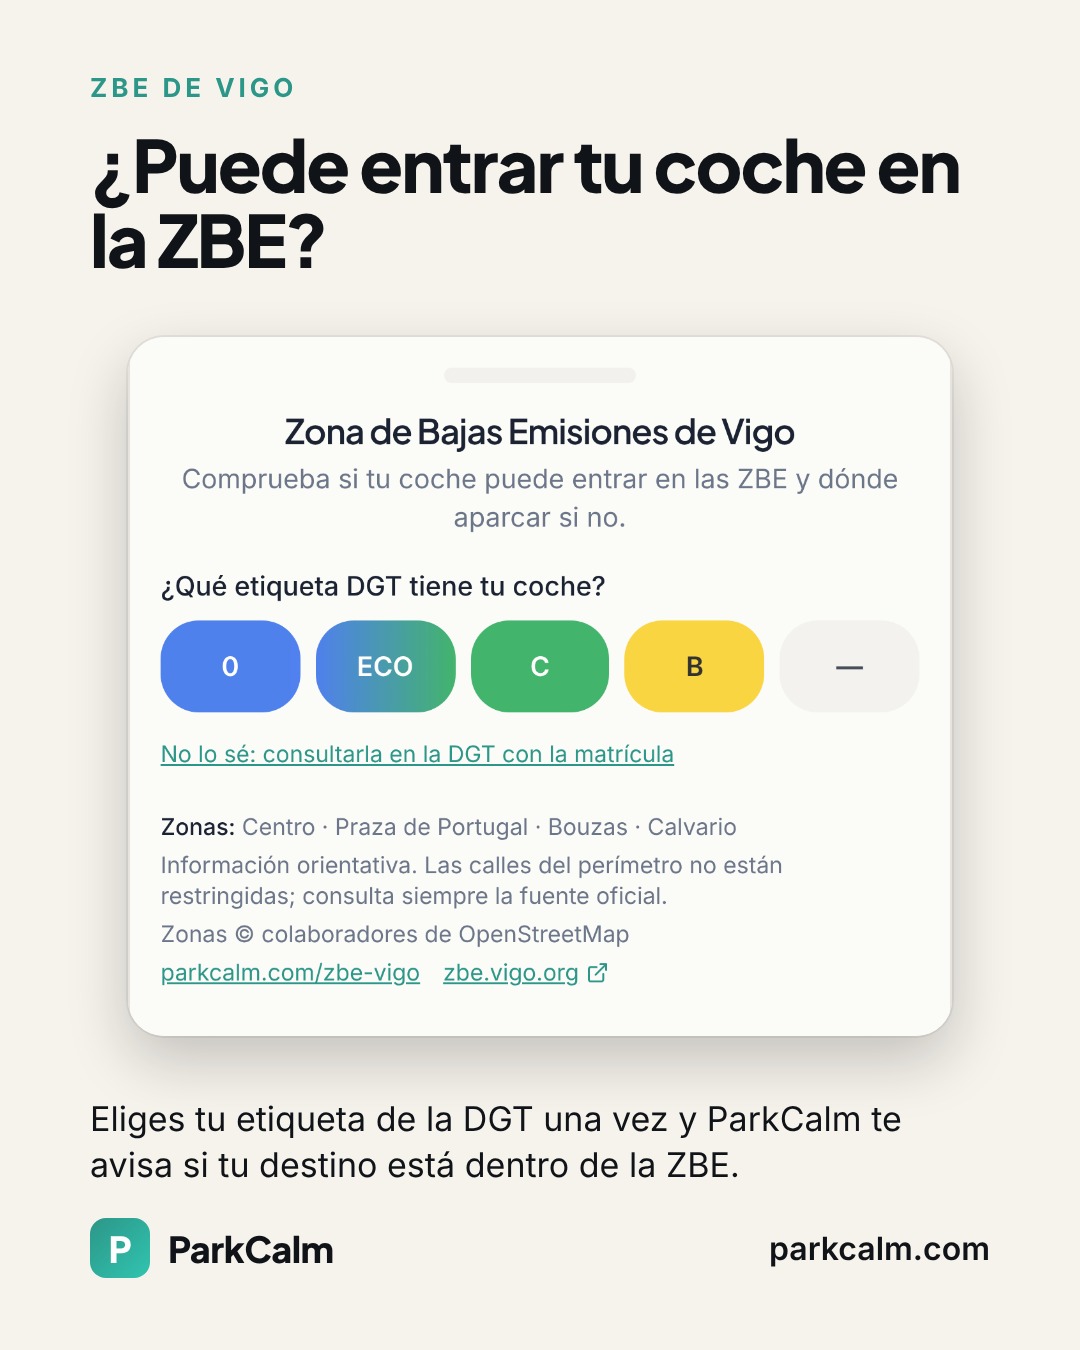 ZBE DE VIGO
¿Puede entrar tu coche en
la ZBE?
Zona de Bajas Emisiones de Vigo
Comprueba si tu coche puede entrar en las ZBE y dónde
aparcar si no.
¿Qué etiqueta DGT tiene tu coche?
0 ECO C B —
No lo sé: consultarla en la DGT con la matrícula
Zonas: Centro · Praza de Portugal · Bouzas · Calvario
Información orientativa. Las calles del perímetro no están
restringidas; consulta siempre la fuente oficial.
Zonas © colaboradores de OpenStreetMap
parkcalm.com/zbe-vigo zbe.vigo.org
Eliges tu etiqueta de la DGT una vez y ParkCalm te
avisa si tu destino está dentro de la ZBE.
P ParkCalm parkcalm.com